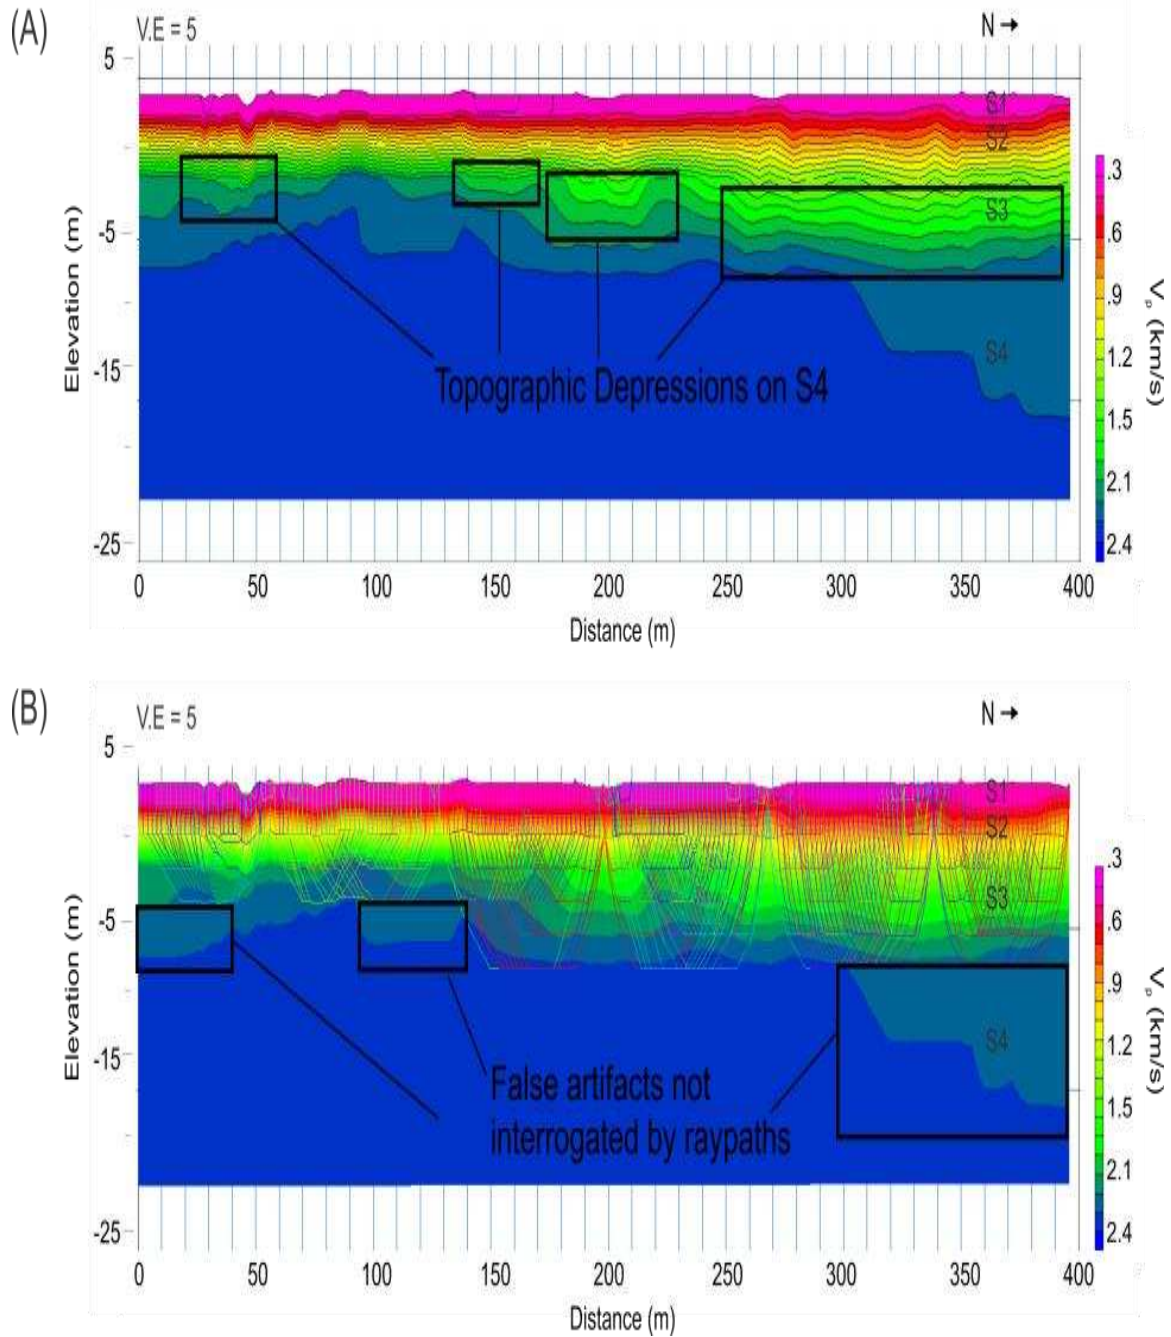 (A)
V.E = 5
N →
5
-5
-15
-25
Elevation (m)
S1
S2
S3
S4
Topographic Depressions on S4
.3
.6
.9
1.2
1.5
2.1
2.4
Vp (km/s)
0 50 100 150 200 250 300 350 400
Distance (m)
(B)
V.E = 5
N →
5
-5
-15
-25
Elevation (m)
S1
S2
S3
S4
False artifacts not
interrogated by raypaths
.3
.6
.9
1.2
1.5
2.1
2.4
Vp (km/s)
0 50 100 150 200 250 300 350 400
Distance (m)